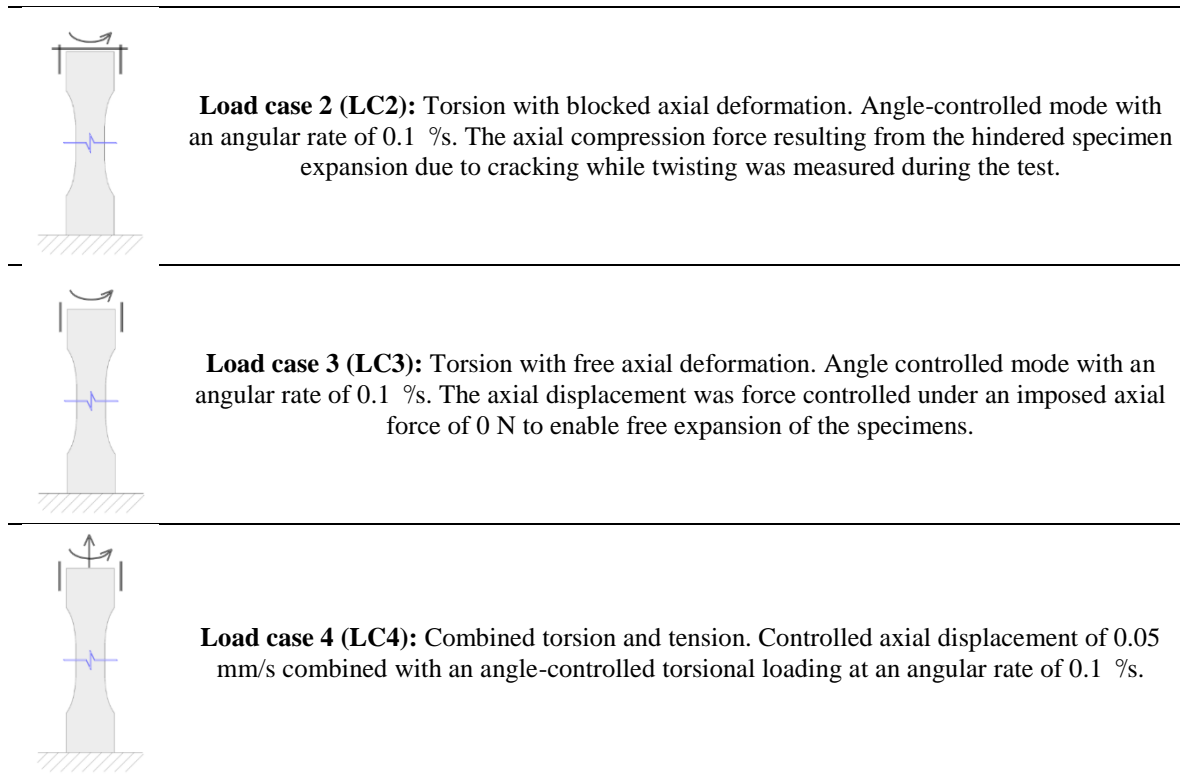 Load case 2 (LC2): Torsion with blocked axial deformation. Angle-controlled mode with
an angular rate of 0.1 °/s. The axial compression force resulting from the hindered specimen
expansion due to cracking while twisting was measured during the test.
Load case 3 (LC3): Torsion with free axial deformation. Angle controlled mode with an
angular rate of 0.1 °/s. The axial displacement was force controlled under an imposed axial
force of 0 N to enable free expansion of the specimens.
Load case 4 (LC4): Combined torsion and tension. Controlled axial displacement of 0.05
mm/s combined with an angle-controlled torsional loading at an angular rate of 0.1 °/s.